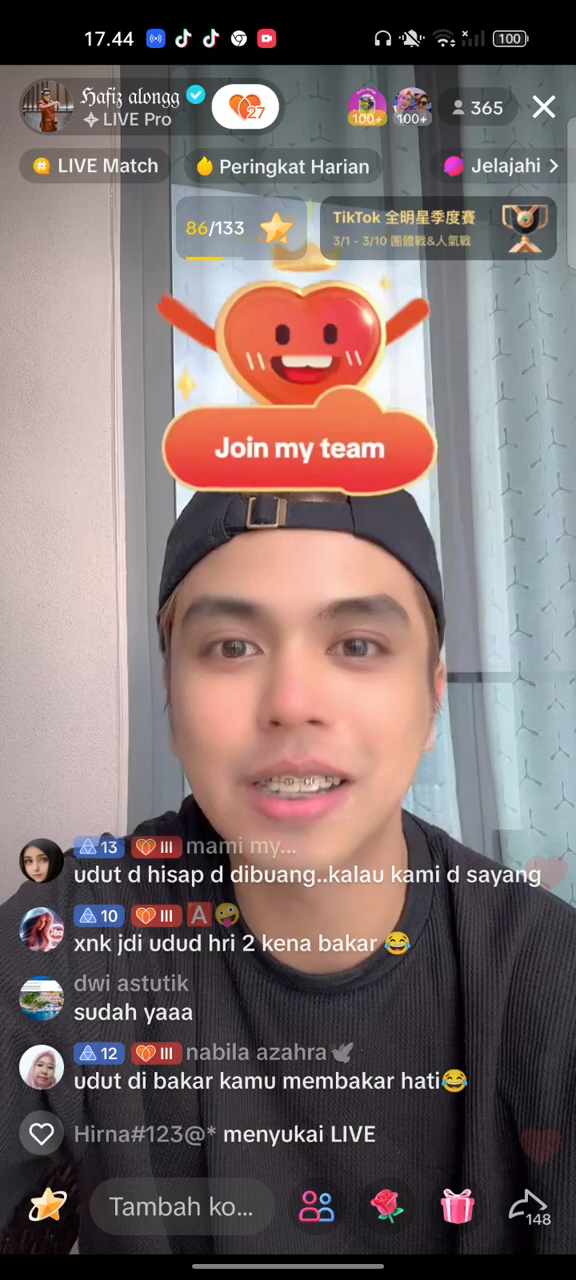 17.44
100
ℌafiz alongg
LIVE Pro
27
100+
100+
365
LIVE Match
Peringkat Harian
Jelajahi
86/133
TikTok 全明星季度賽
3/1 - 3/10 團體戰&人氣戰
Join my team
13 III mami my...
udut d hisap d dibuang..kalau kami d sayang
10 III 🅰🤪
xnk jdi udud hri 2 kena bakar 😂
dwi astutik
sudah yaaa
12 III nabila azahra🕊
udut di bakar kamu membakar hati😂
Hirna#123@* menyukai LIVE
Tambah ko...
148